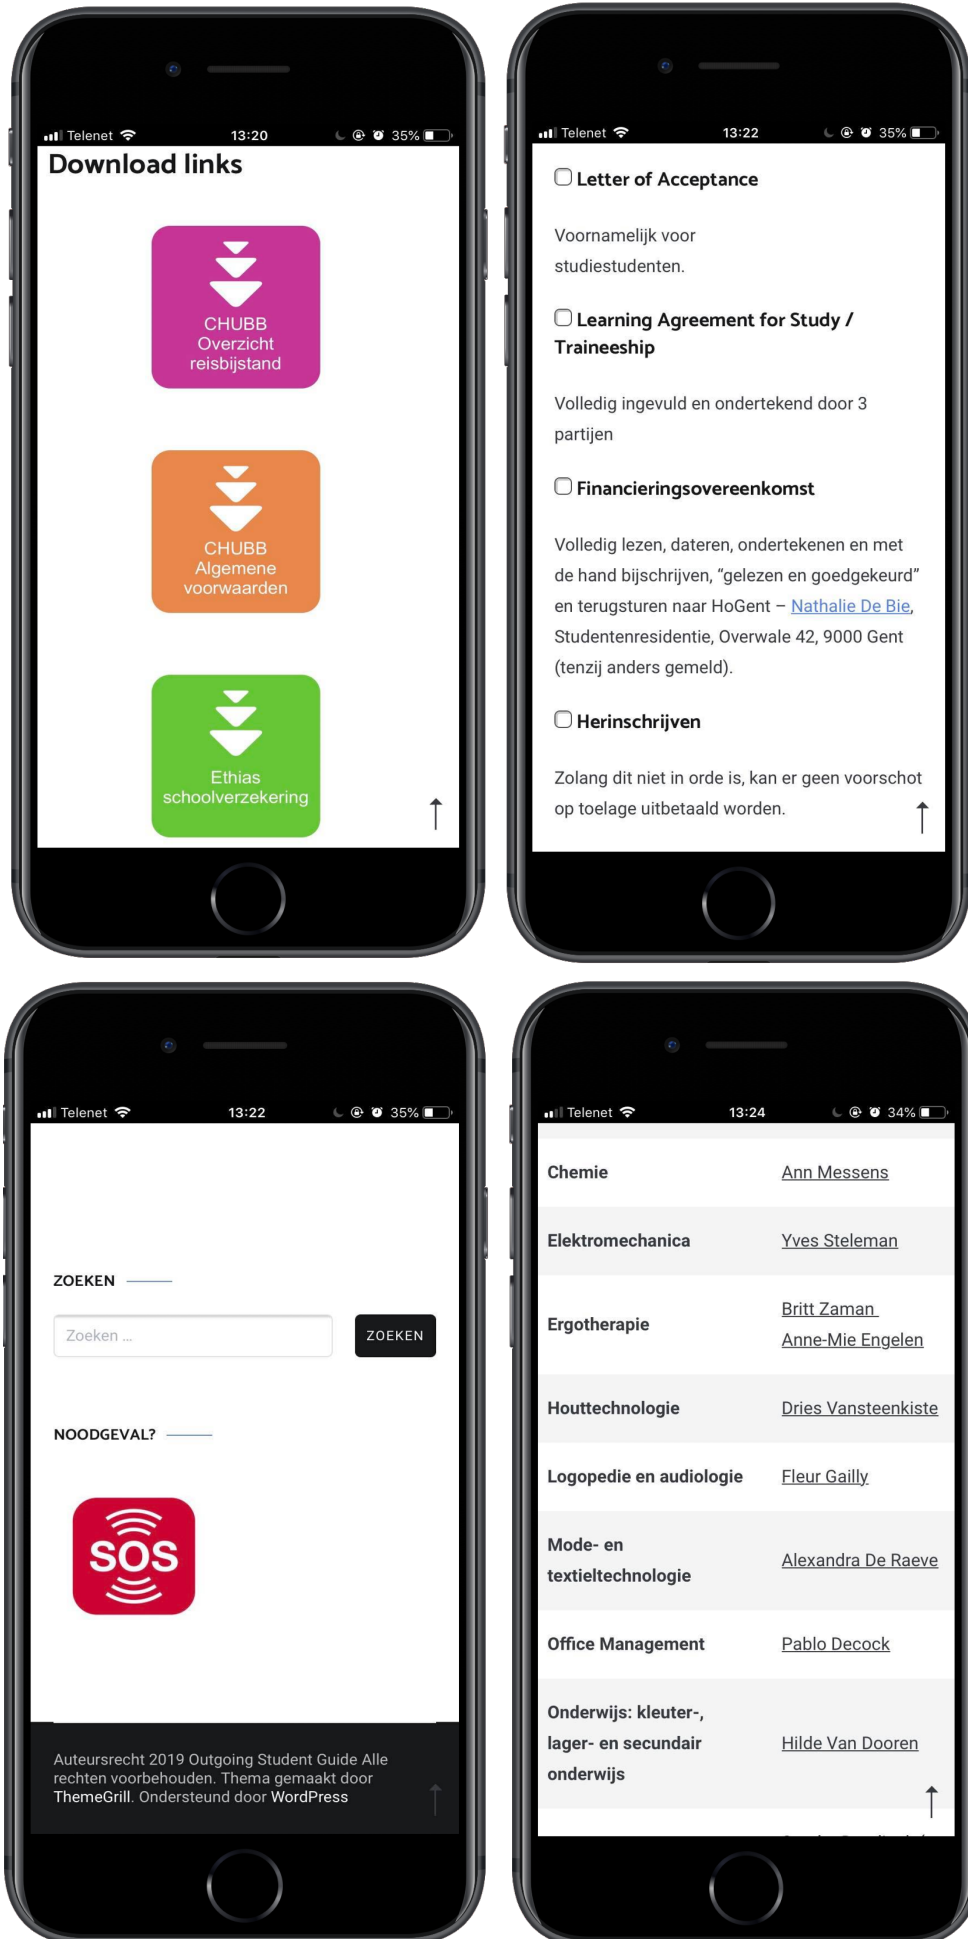 Telenet 13:20 35%
Download links
CHUBB
Overzicht
reisbijstand
CHUBB
Algemene
voorwaarden
Ethias
schoolverzekering
Telenet 13:22 35%
Letter of Acceptance
Voornamelijk voor
studiestudenten.
Learning Agreement for Study /
Traineeship
Volledig ingevuld en ondertekend door 3
partijen
Financieringsovereenkomst
Volledig lezen, dateren, ondertekenen en met
de hand bijschrijven, “gelezen en goedgekeurd”
en terugsturen naar HoGent – Nathalie De Bie,
Studentenresidentie, Overwale 42, 9000 Gent
(tenzij anders gemeld).
Herinschrijven
Zolang dit niet in orde is, kan er geen voorschot
op toelage uitbetaald worden.
Telenet 13:22 35%
ZOEKEN
Zoeken ...
ZOEKEN
NOODGEVAL?
SOS
Auteursrecht 2019 Outgoing Student Guide Alle
rechten voorbehouden. Thema gemaakt door
ThemeGrill. Ondersteund door WordPress
Telenet 13:24 34%
Chemie Ann Messens
Elektromechanica Yves Steleman
Ergotherapie Britt Zaman
Anne-Mie Engelen
Houttechnologie Dries Vansteenkiste
Logopedie en audiologie Fleur Gailly
Mode- en
textieltechnologie Alexandra De Raeve
Office Management Pablo Decock
Onderwijs: kleuter-,
lager- en secundair Hilde Van Dooren
onderwijs